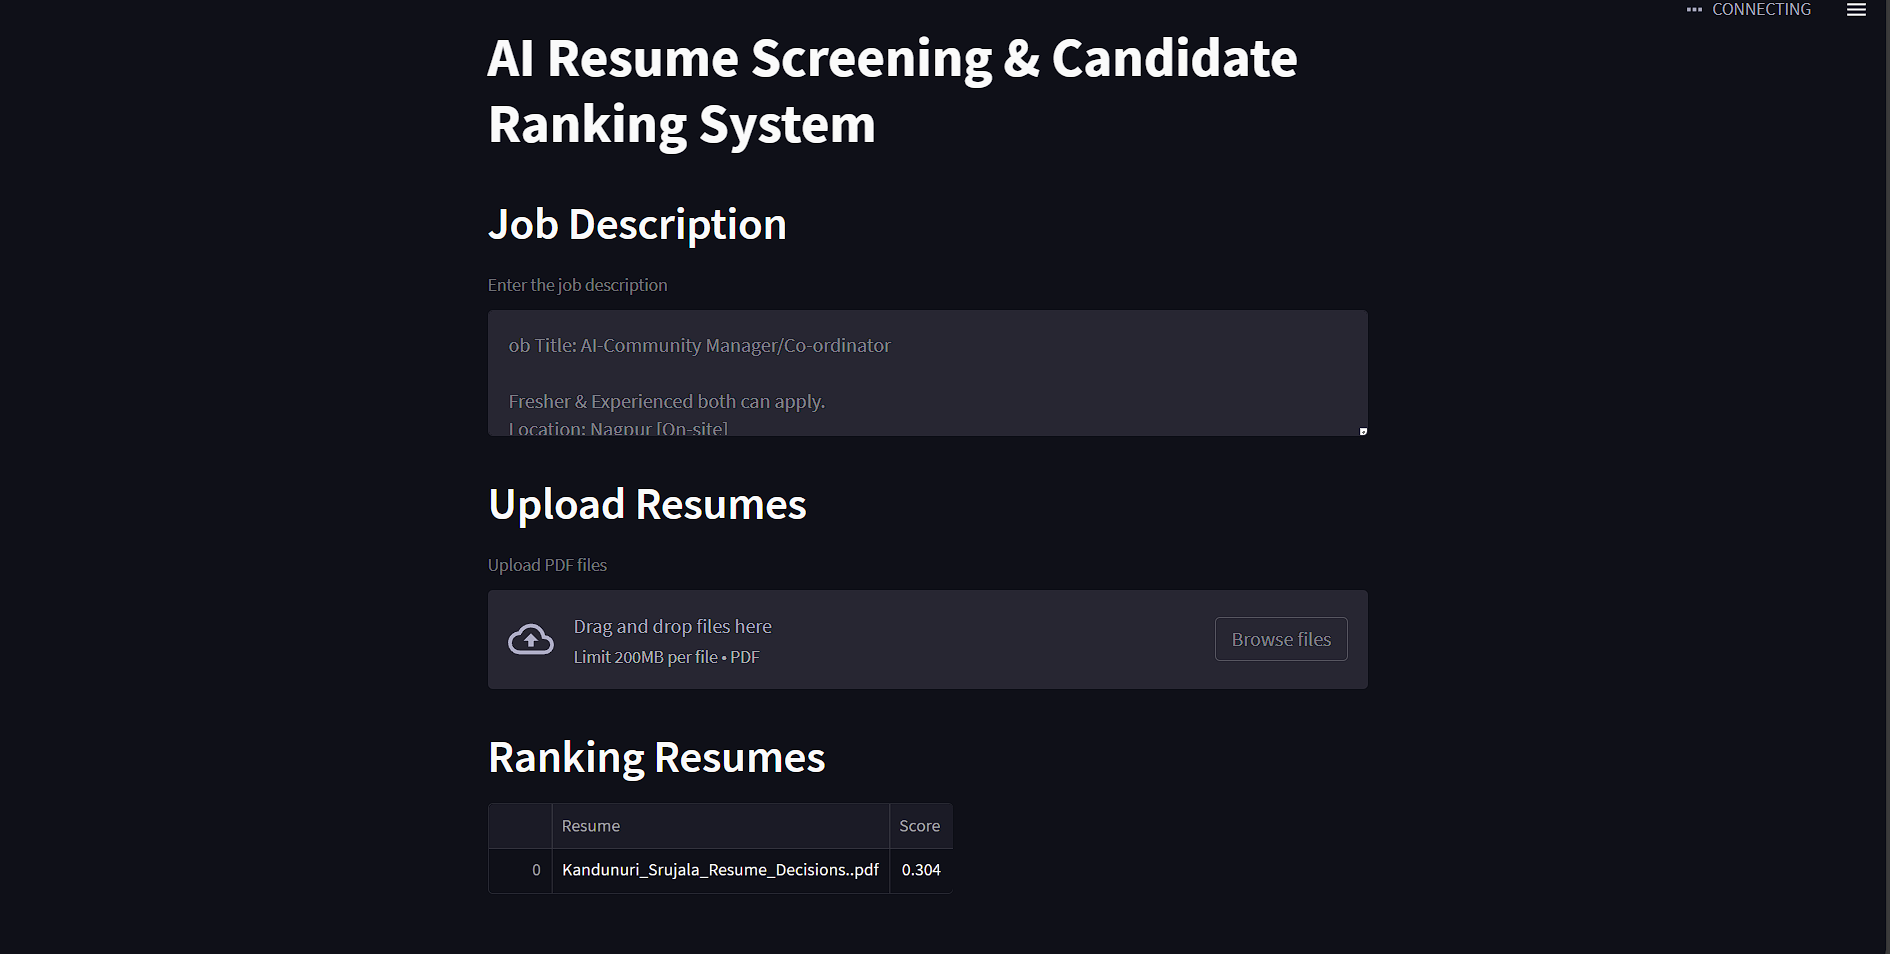 CONNECTING
AI Resume Screening & Candidate
Ranking System
Job Description
Enter the job description
ob Title: AI-Community Manager/Co-ordinator
Fresher & Experienced both can apply.
Location: Nagpur [On-site]
Upload Resumes
Upload PDF files
Drag and drop files here
Limit 200MB per file • PDF
Browse files
Ranking Resumes
Resume Score
0 Kandunuri_Srujala_Resume_Decisions..pdf 0.304